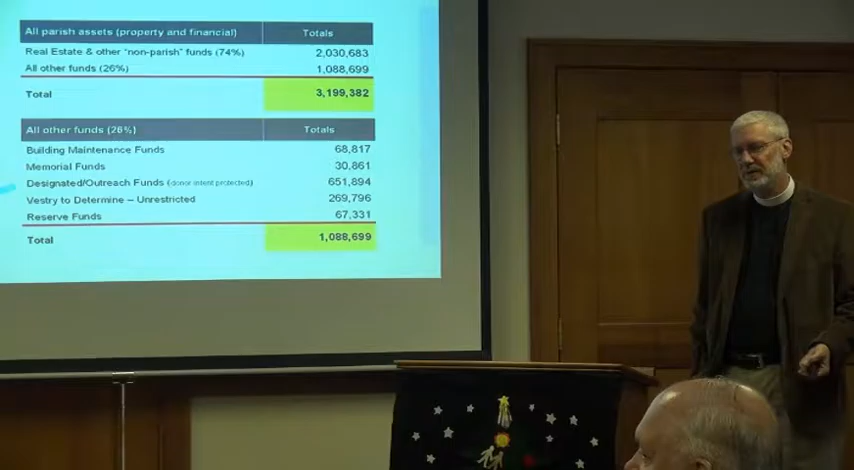 All parish assets (property and financial) Totals
Real Estate & other "non-parish" funds (74%) 2,030,683
All other funds (26%) 1,088,699
Total 3,199,382
All other funds (26%) Totals
Building Maintenance Funds 68,817
Memorial Funds 30,861
Designated/Outreach Funds (donor intent protected) 651,894
Vestry to Determine – Unrestricted 269,796
Reserve Funds 67,331
Total 1,088,699